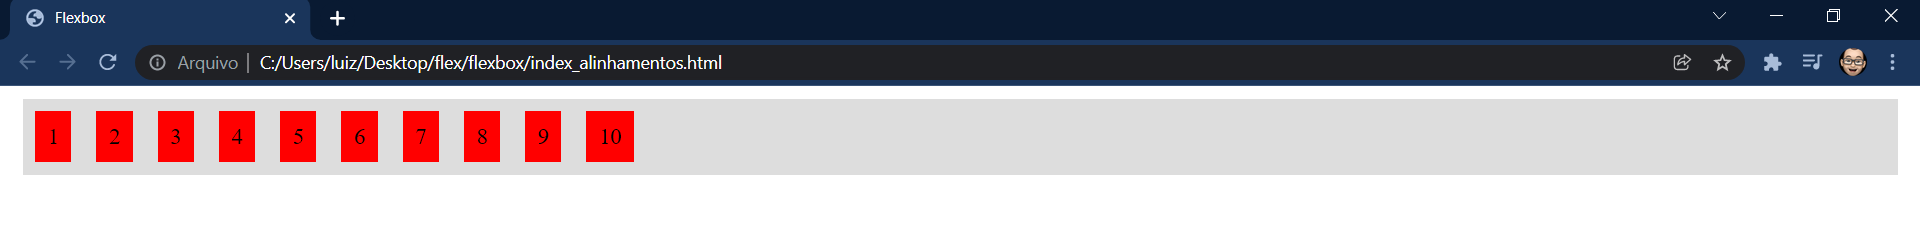 Flexbox
Arquivo | C:/Users/luiz/Desktop/flex/flexbox/index_alinhamentos.html
1 2 3 4 5 6 7 8 9 10